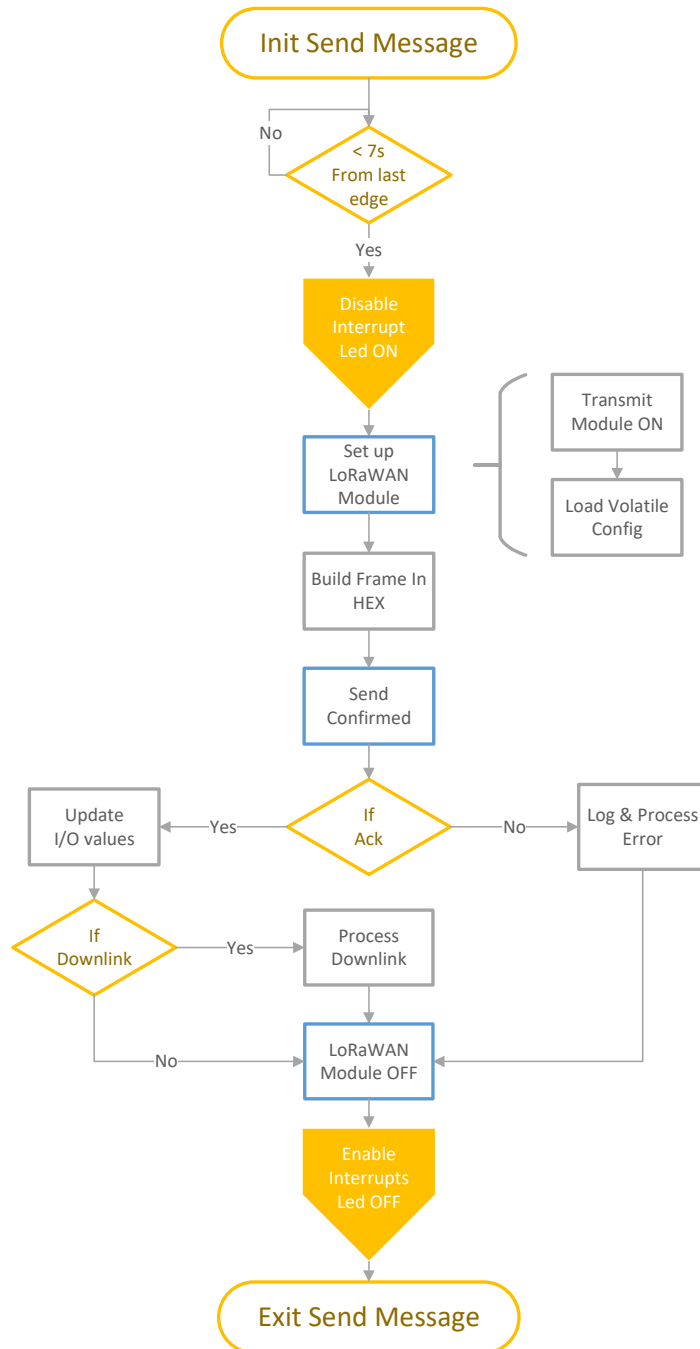 Init Send Message
No
< 7s
From last
edge
Yes
Disable
Interrupt
Led ON
Transmit
Module ON
Set up
LoRaWAN
Module
Load Volatile
Config
Build Frame In
HEX
Send
Confirmed
Update
I/O values
Yes
If
Ack
No
Log & Process
Error
If
Downlink
Yes
Process
Downlink
No
LoRaWAN
Module OFF
Enable
Interrupts
Led OFF
Exit Send Message